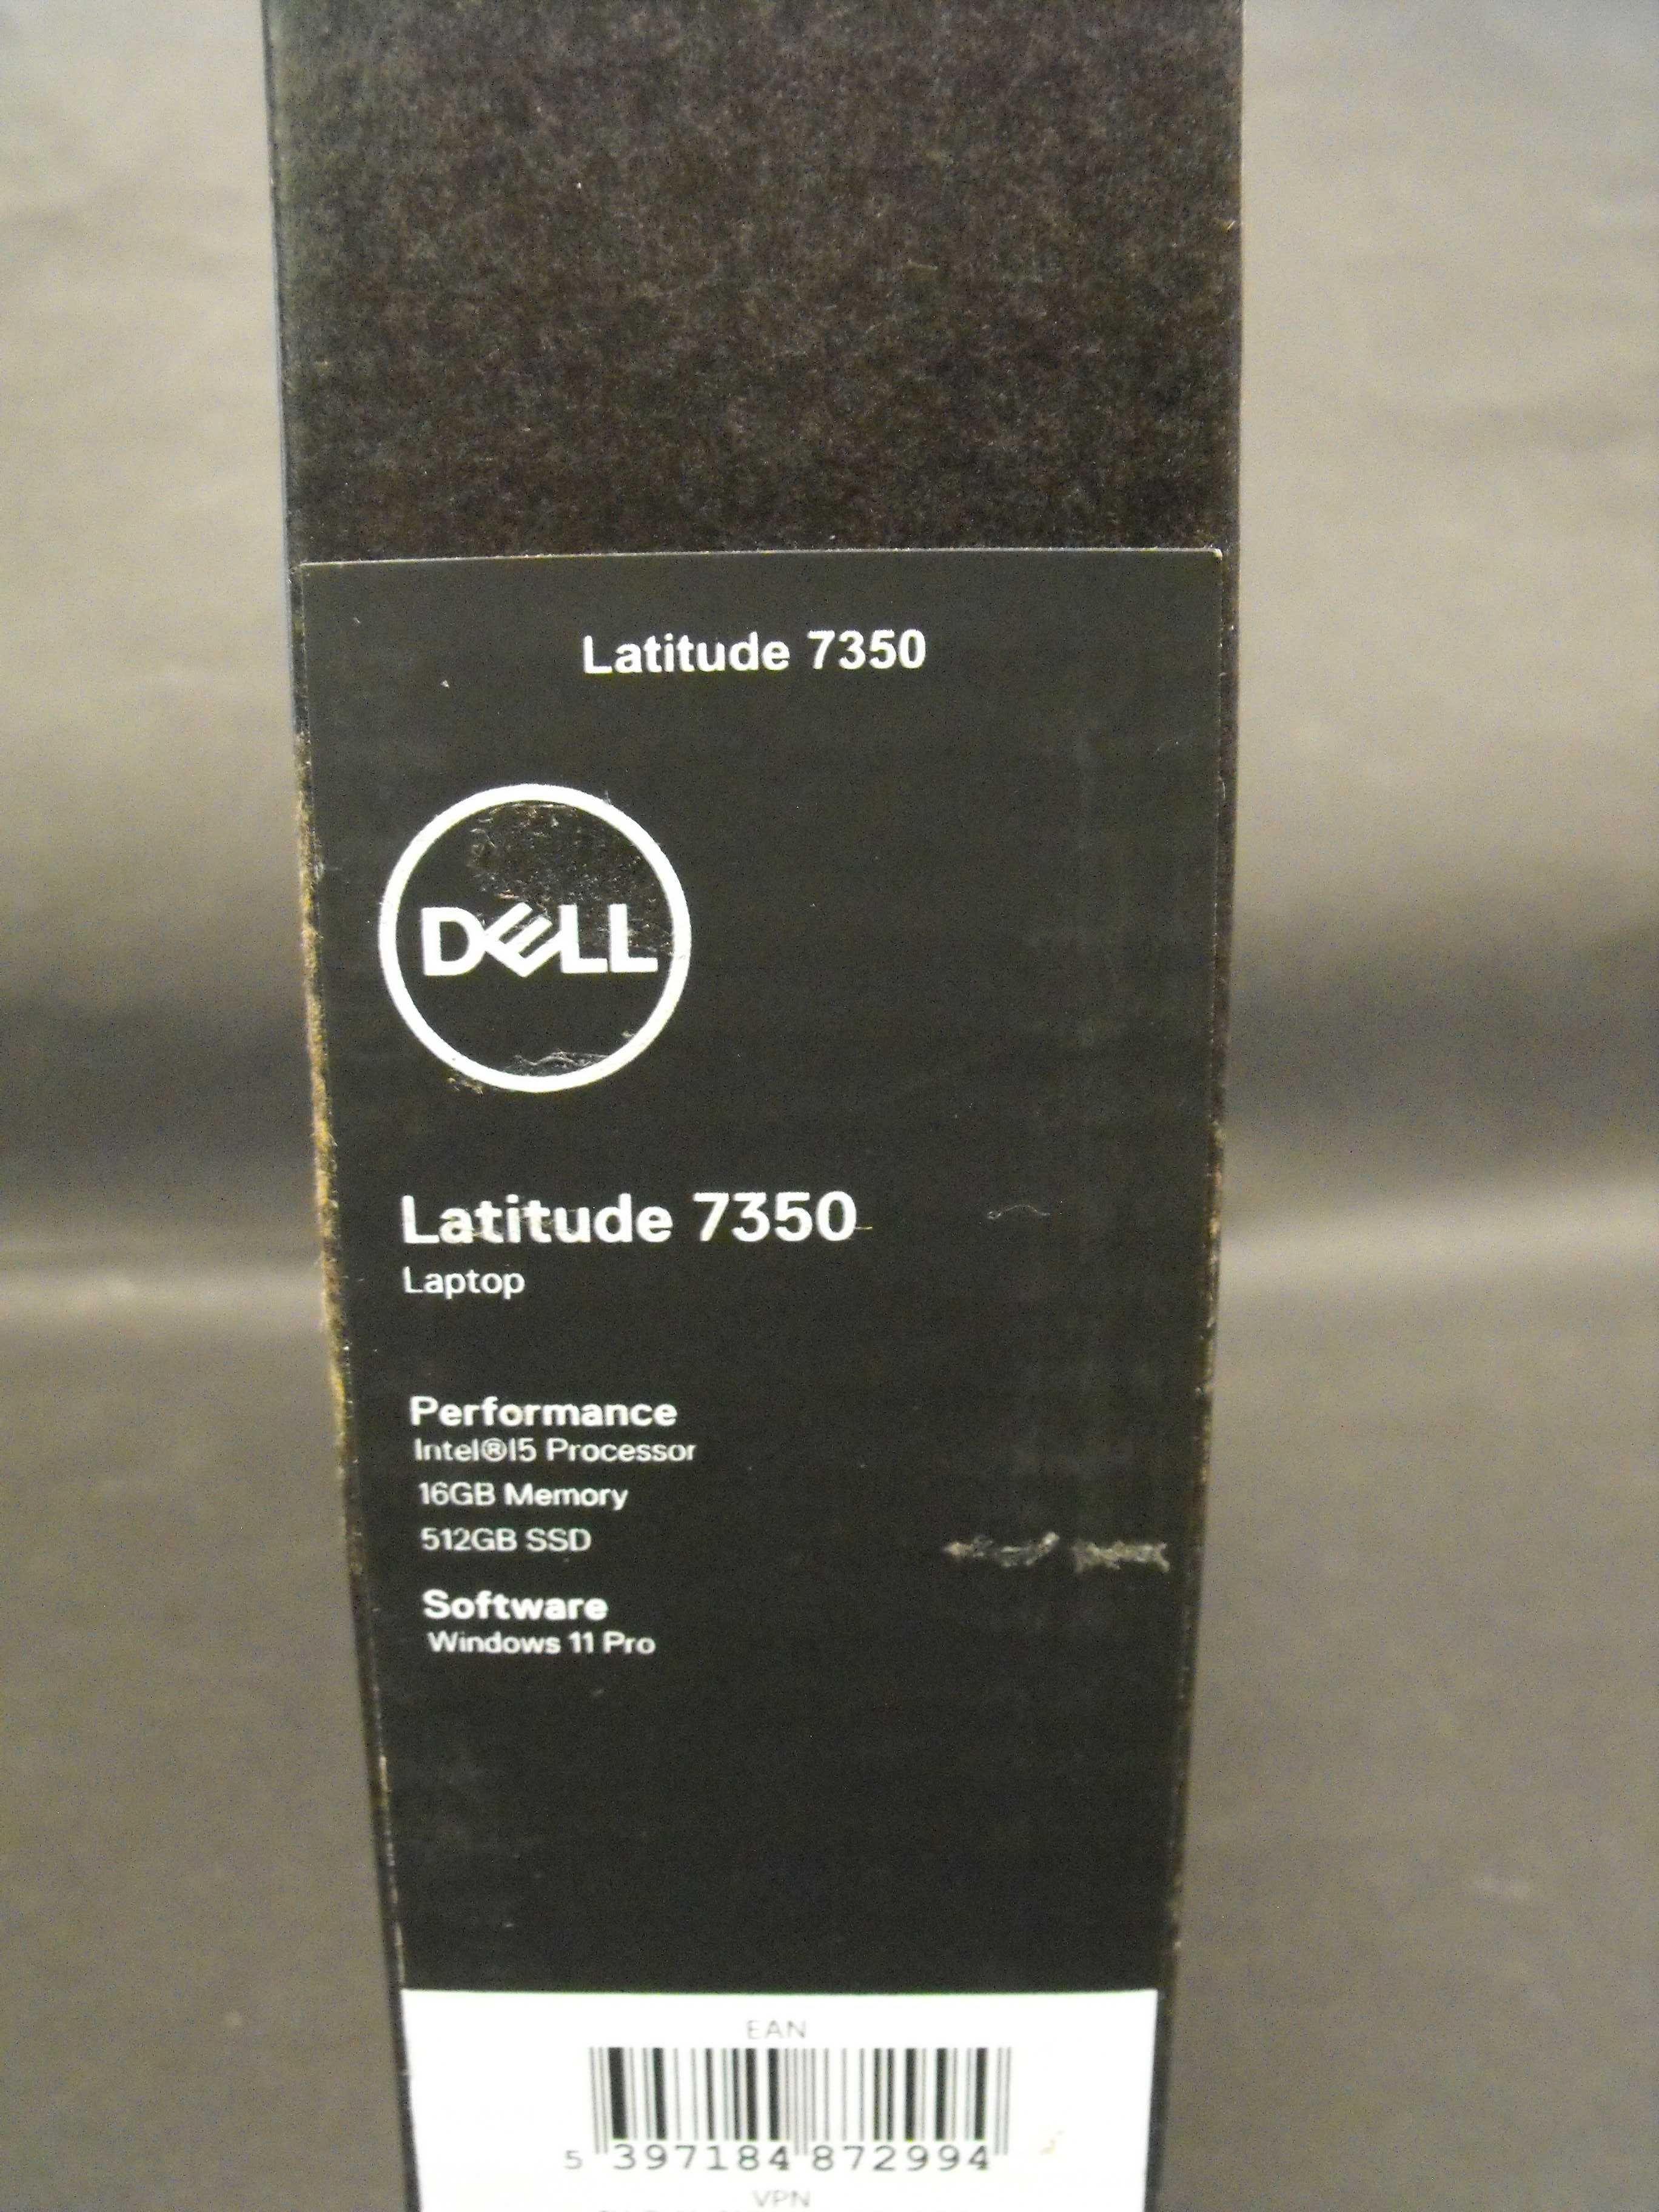 Latitude 7350
DELL
Latitude 7350
Laptop
Performance
Intel®I5 Processor
16GB Memory
512GB SSD
Software
Windows 11 Pro
EAN
5 397184 872994
VPN